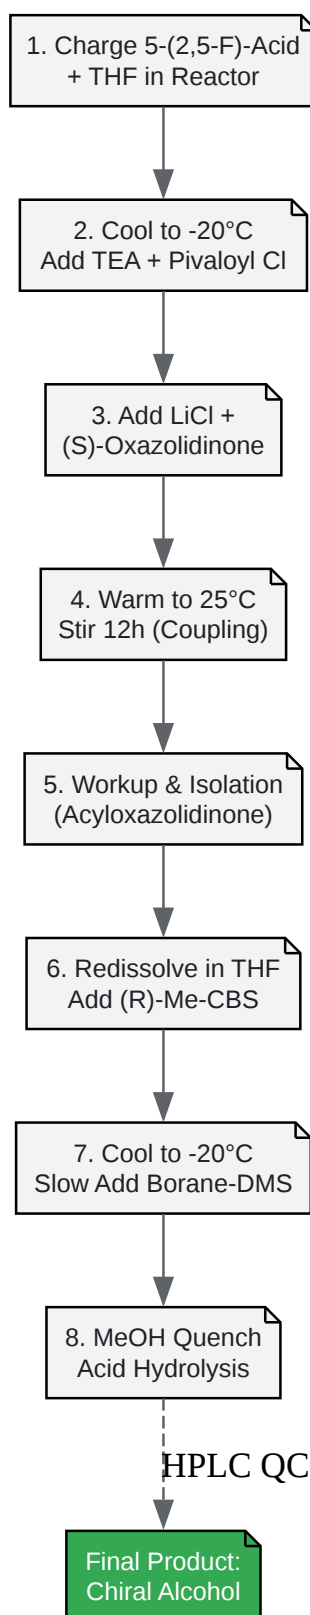 1. Charge 5-(2,5-F)-Acid
+ THF in Reactor
2. Cool to -20°C
Add TEA + Pivaloyl Cl
3. Add LiCl +
(S)-Oxazolidinone
4. Warm to 25°C
Stir 12h (Coupling)
5. Workup & Isolation
(Acyloxazolidinone)
6. Redissolve in THF
Add (R)-Me-CBS
7. Cool to -20°C
Slow Add Borane-DMS
8. MeOH Quench
Acid Hydrolysis
HPLC QC
Final Product:
Chiral Alcohol